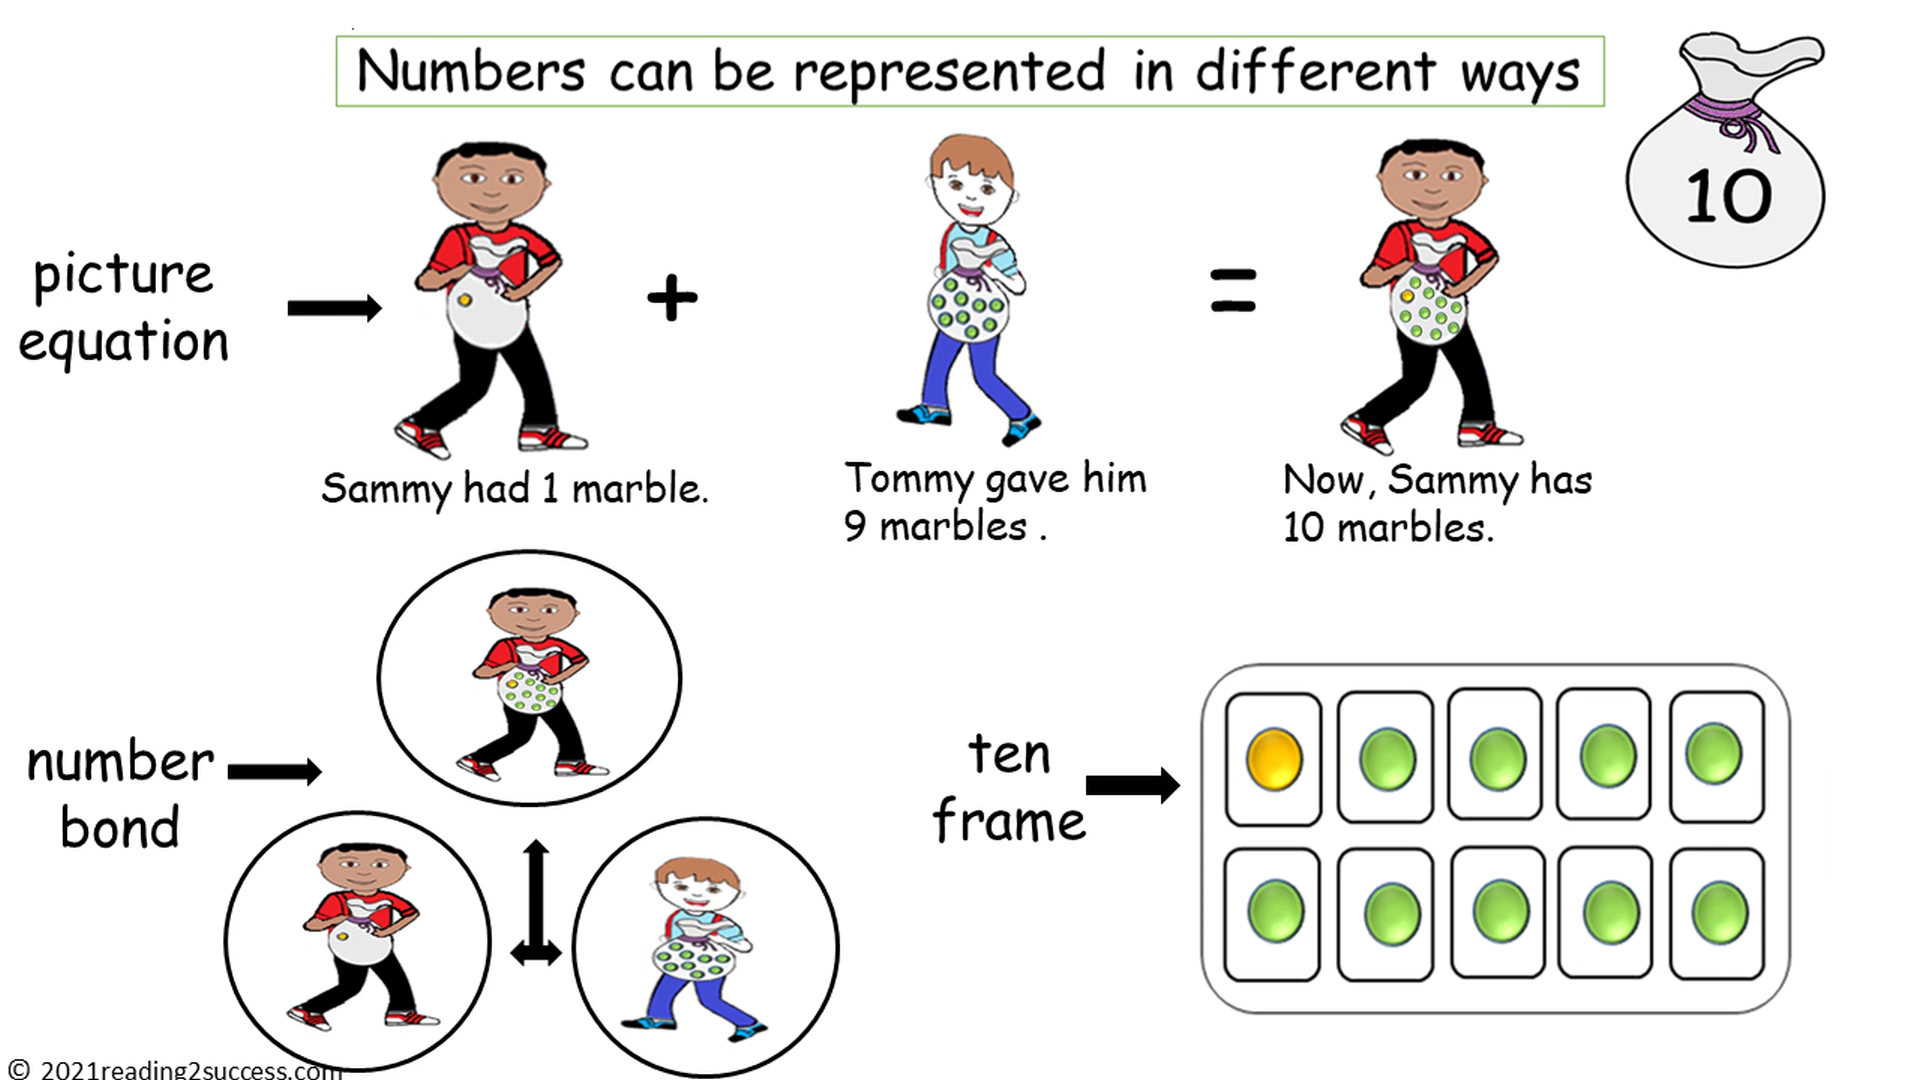 Numbers can be represented in different ways
10
picture
equation
+
=
Sammy had 1 marble.
Tommy gave him
9 marbles .
Now, Sammy has
10 marbles.
number
bond
ten
frame
© 2021reading2success.com